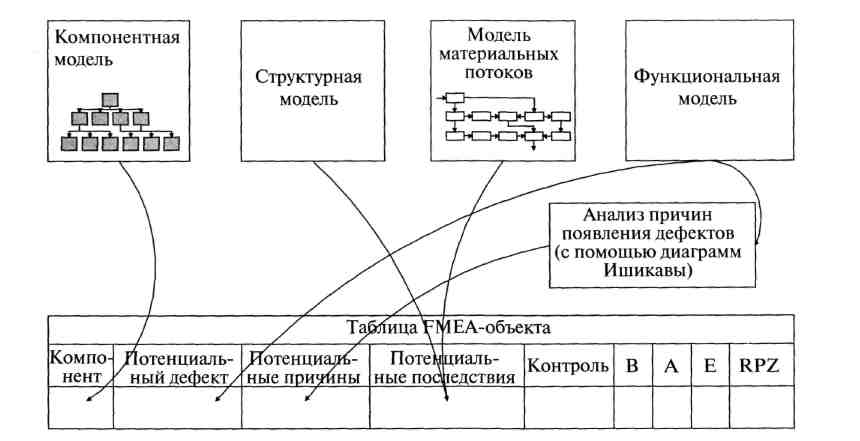 Компонентная
модель
Структурная
модель
Модель
материальных
потоков
Функциональная
модель
Анализ причин
появления дефектов
(с помощью диаграмм
Ишикавы)
Таблица FMEA-объекта
Компо-
нент
Потенциаль-
ный дефект
Потенциаль-
ные причины
Потенциаль-
ные последствия
Контроль
B
A
E
RPZ